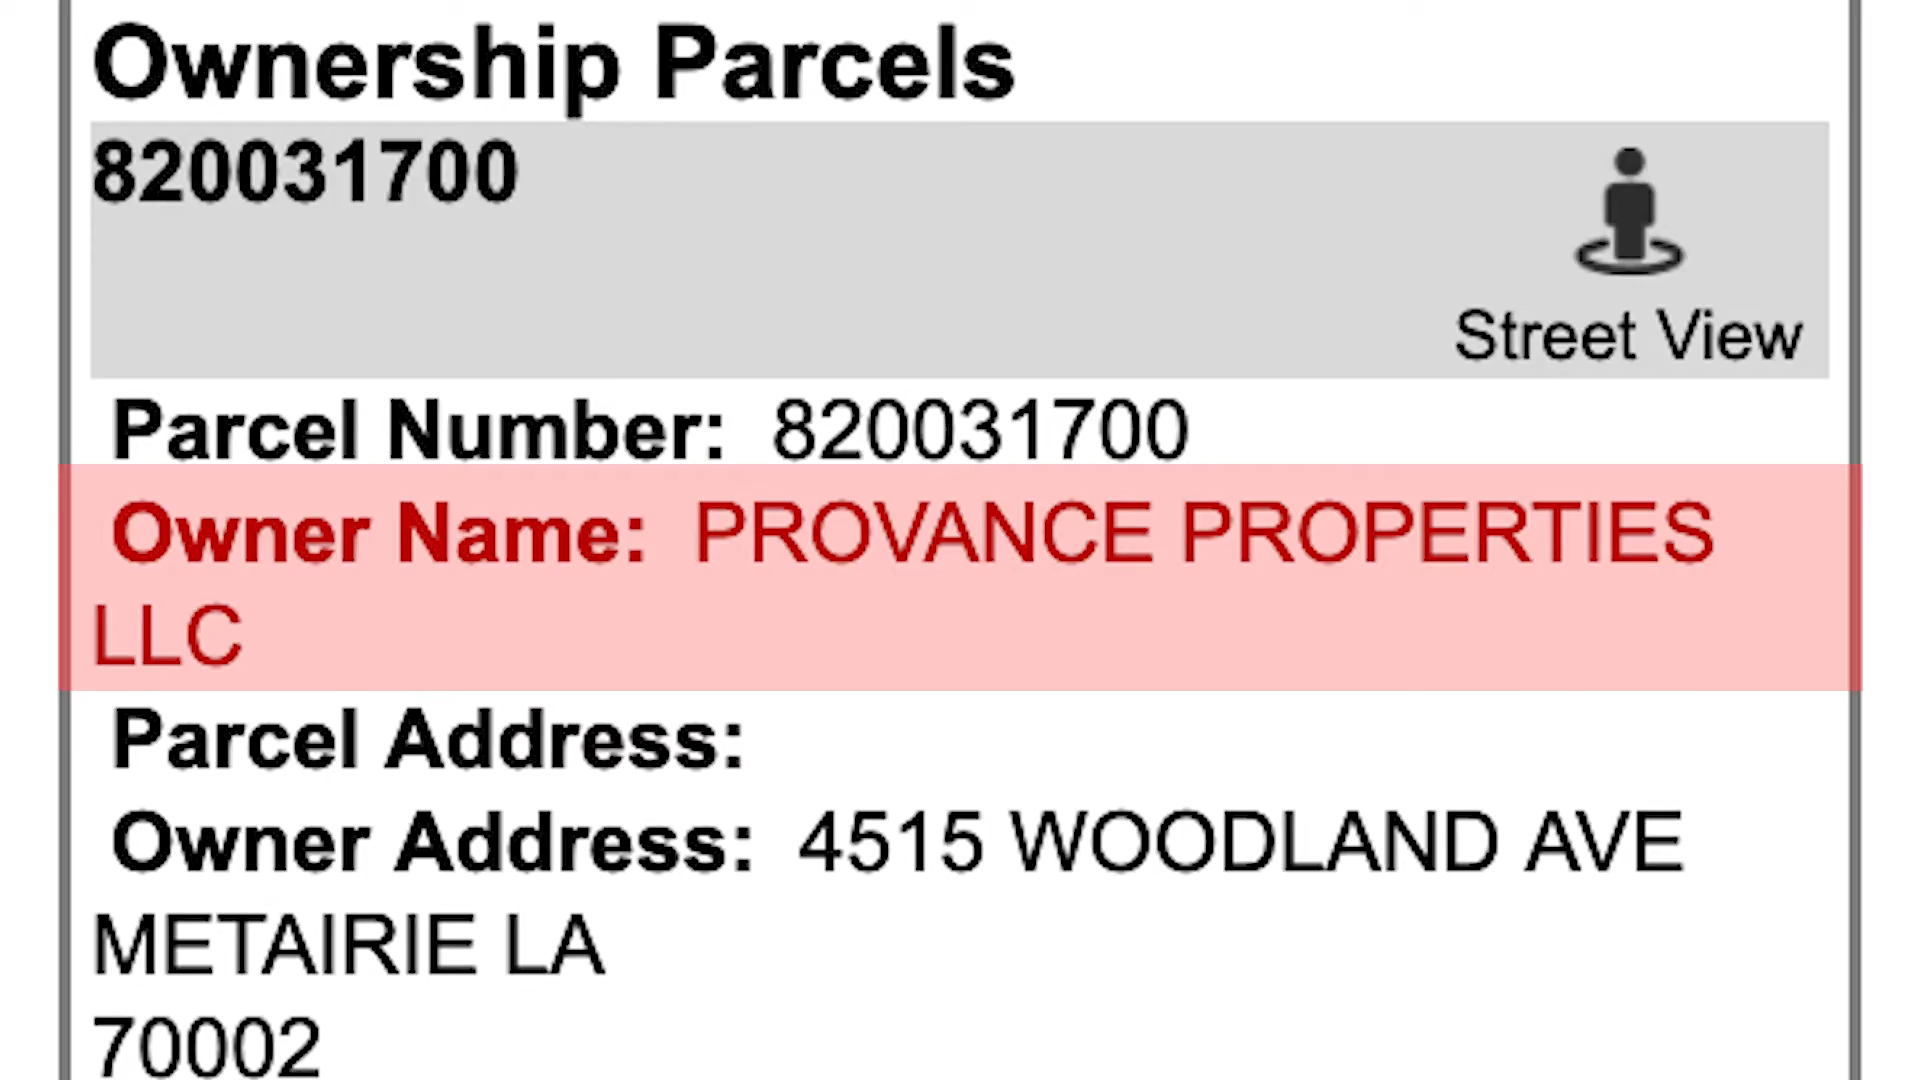 Ownership Parcels
820031700
Street View
Parcel Number: 820031700
Owner Name: PROVANCE PROPERTIES
LLC
Parcel Address:
Owner Address: 4515 WOODLAND AVE
METAIRIE LA
70002